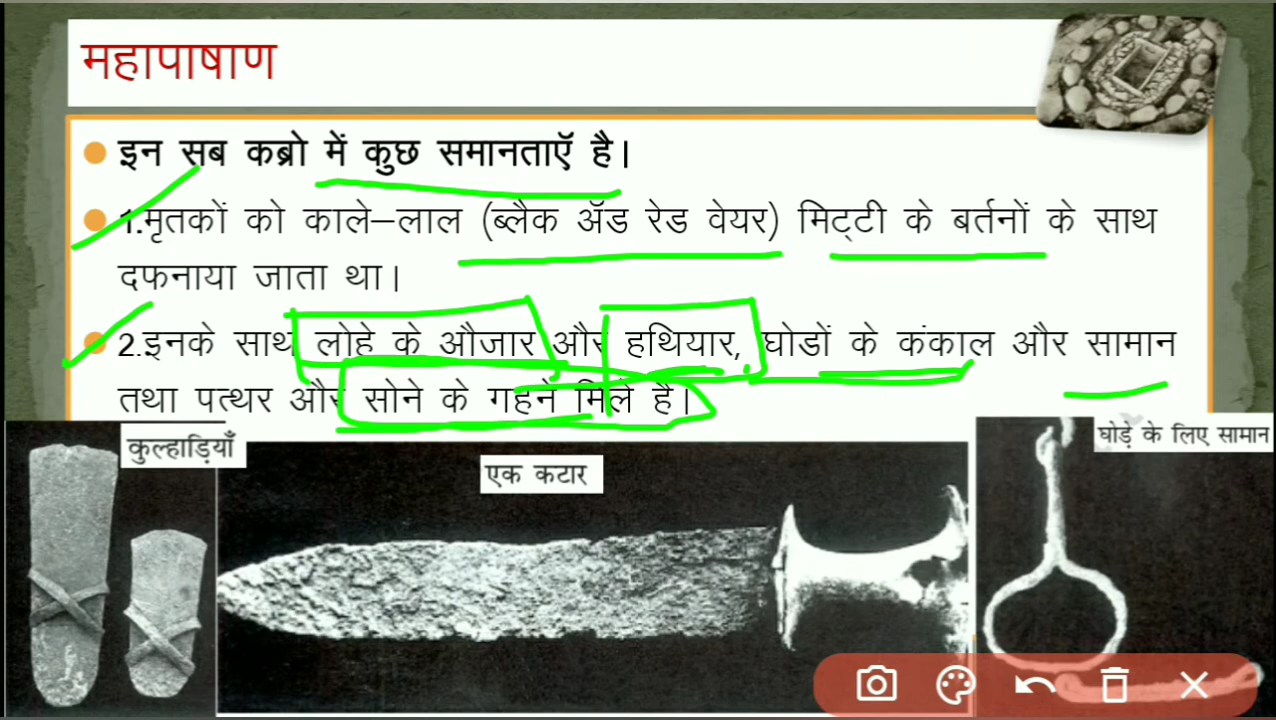 महापाषाण
इन सब कब्रो में कुछ समानताएॅ है।
1.मृतकों को काले–लाल (ब्लैक अॅड रेड वेयर) मिट्टी के बर्तनों के साथ
दफनाया जाता था।
2.इनके साथ लोहे के औजार और हथियार, घोडों के कंकाल और सामान
तथा पत्थर और सोने के गहने मिले है।
कुल्हाड़ियाँ
एक कटार
घोड़े के लिए सामान